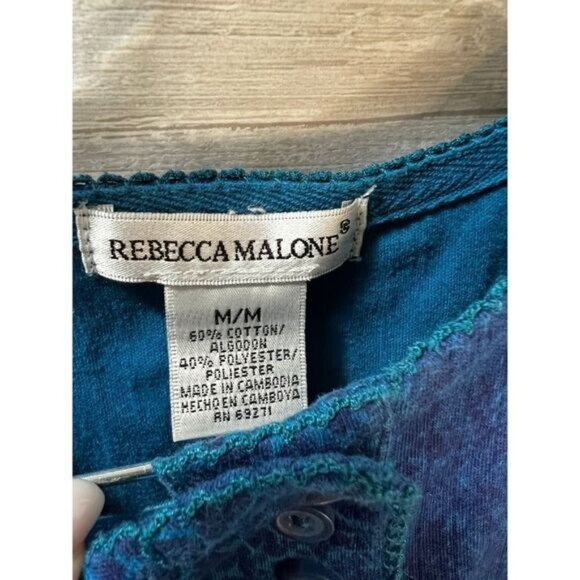 REBECCA MALONE®
M/M
60% COTTON/
ALGODON
40% POLYESTER/
POLIESTER
MADE IN CAMBODIA
HECHO EN CAMBOYA
RN 69271